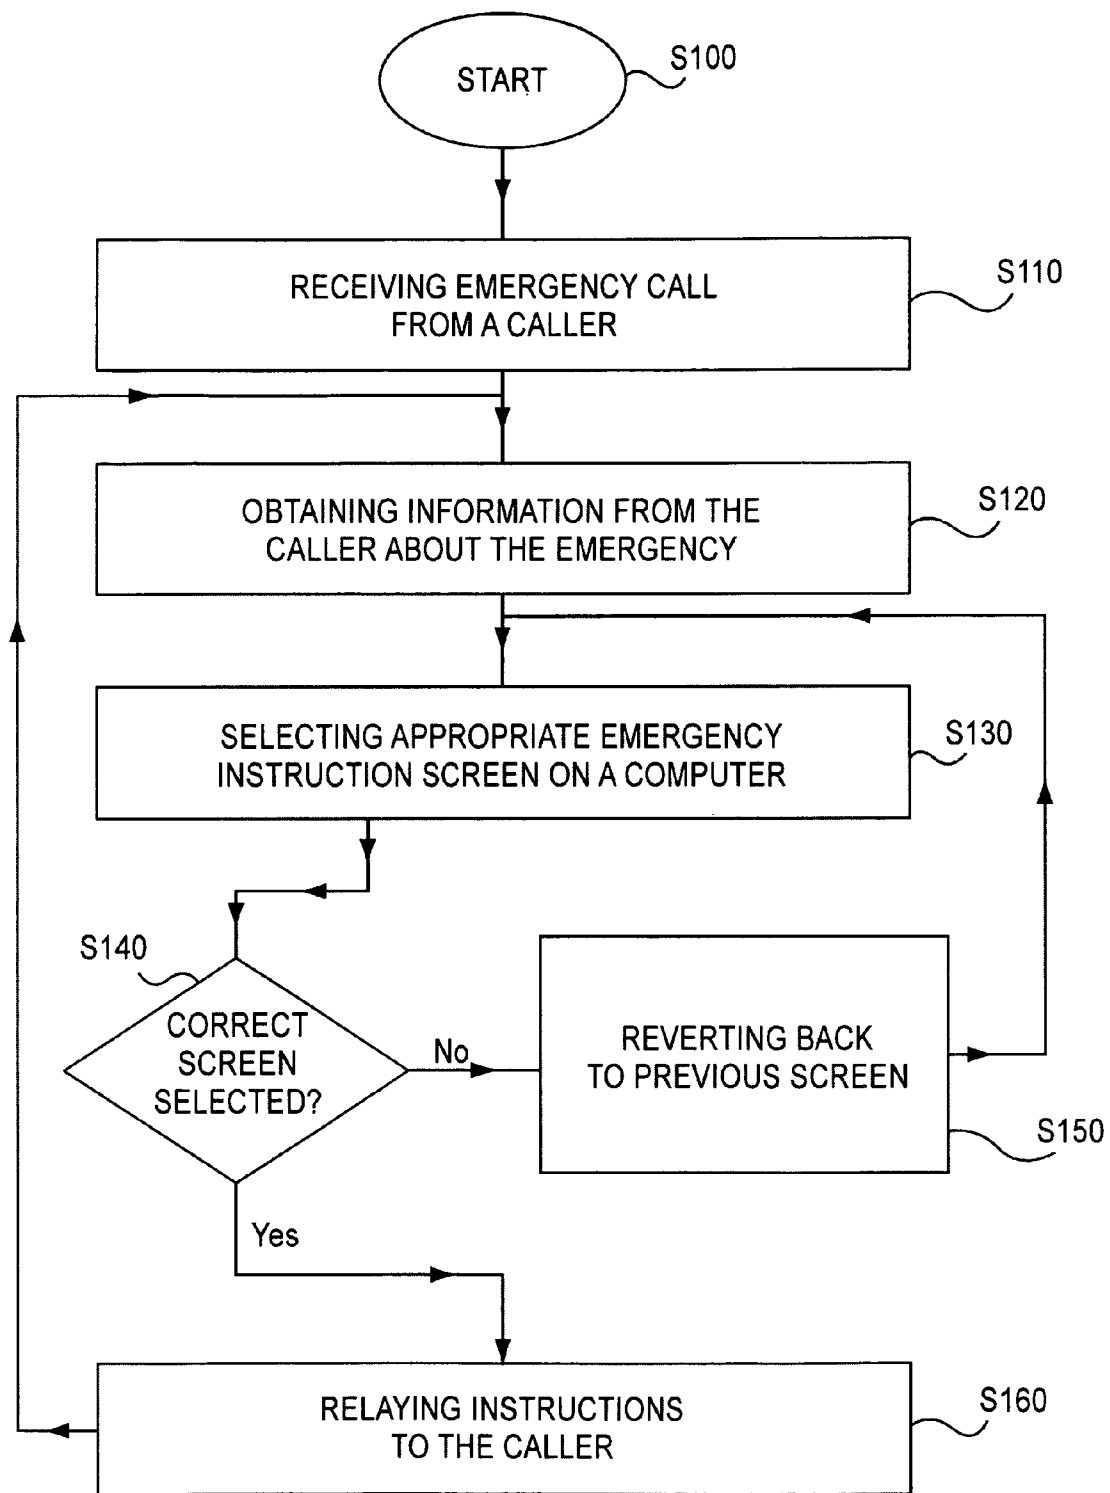 START
S100
RECEIVING EMERGENCY CALL
FROM A CALLER
S110
OBTAINING INFORMATION FROM THE
CALLER ABOUT THE EMERGENCY
S120
SELECTING APPROPRIATE EMERGENCY
INSTRUCTION SCREEN ON A COMPUTER
S130
S140
CORRECT
SCREEN
SELECTED?
No
REVERTING BACK
TO PREVIOUS SCREEN
S150
Yes
RELAYING INSTRUCTIONS
TO THE CALLER
S160